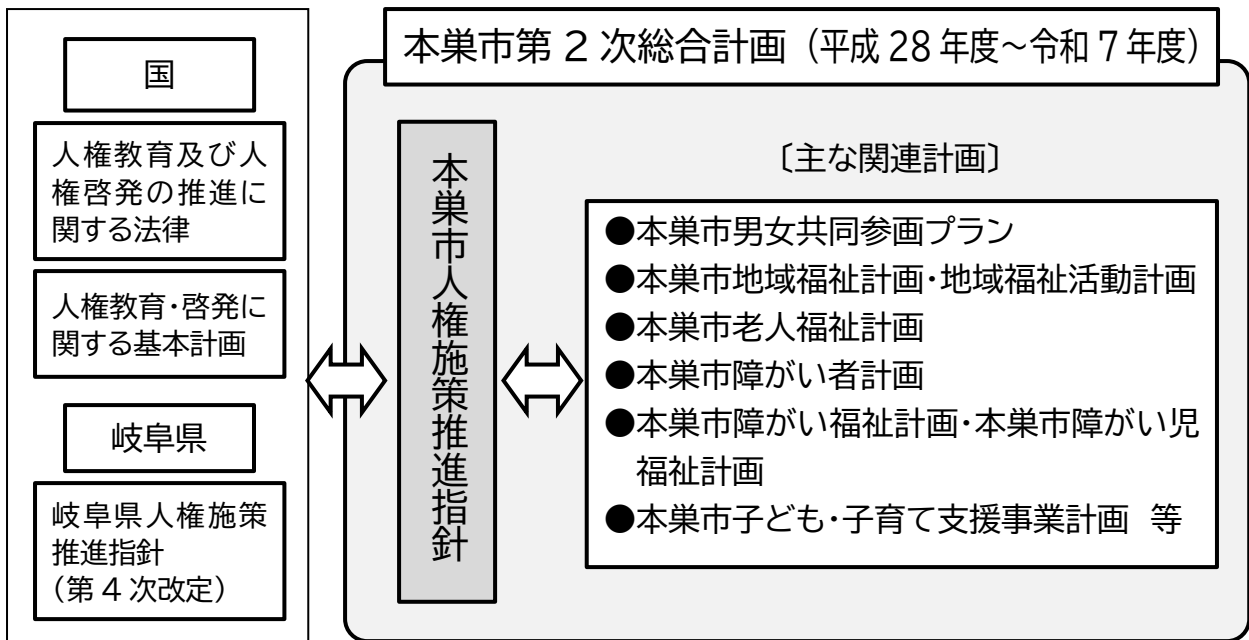 国
人権教育及び人
権啓発の推進に
関する法律
人権教育・啓発に
関する基本計画
岐阜県
岐阜県人権施策
推進指針
（第4次改定）
本巣市第2次総合計画（平成28年度～令和7年度）
本巣市人権施策推進指針
〔主な関連計画〕
●本巣市男女共同参画プラン
●本巣市地域福祉計画・地域福祉活動計画
●本巣市老人福祉計画
●本巣市障がい者計画
●本巣市障がい福祉計画・本巣市障がい児
福祉計画
●本巣市子ども・子育て支援事業計画 等